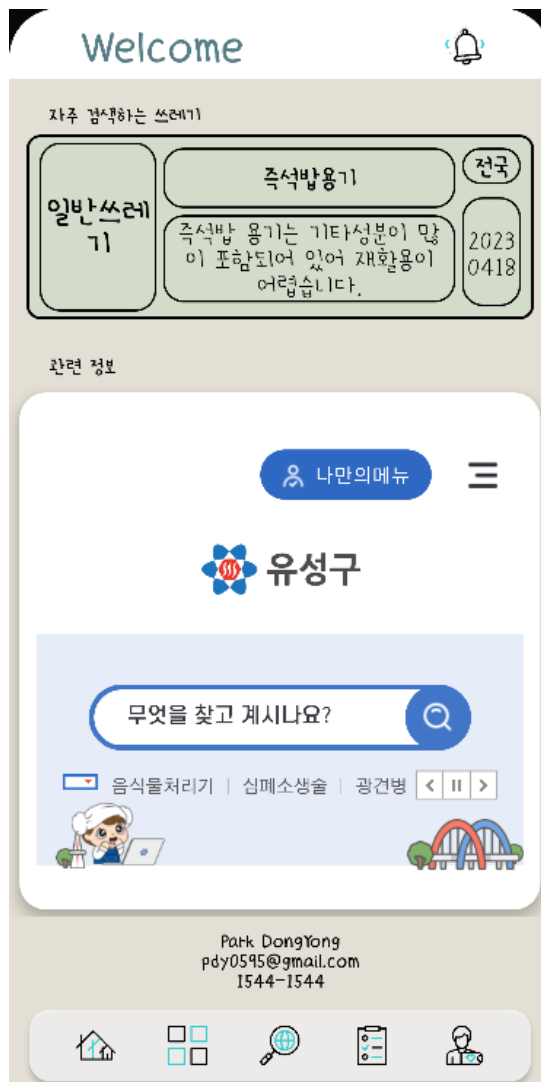 Welcome
자주 검색하는 쓰레기
일반쓰레
기
즉석밥용기
전국
즉석밥 용기는 기타성분이 많
이 포함되어 있어 재활용이
어렵습니다.
2023
0418
관련 정보
나만의메뉴
유성구
무엇을 찾고 계시나요?
음식물처리기 | 심폐소생술 | 광견병
Park DongYong
pdy0595@gmail.com
1544-1544